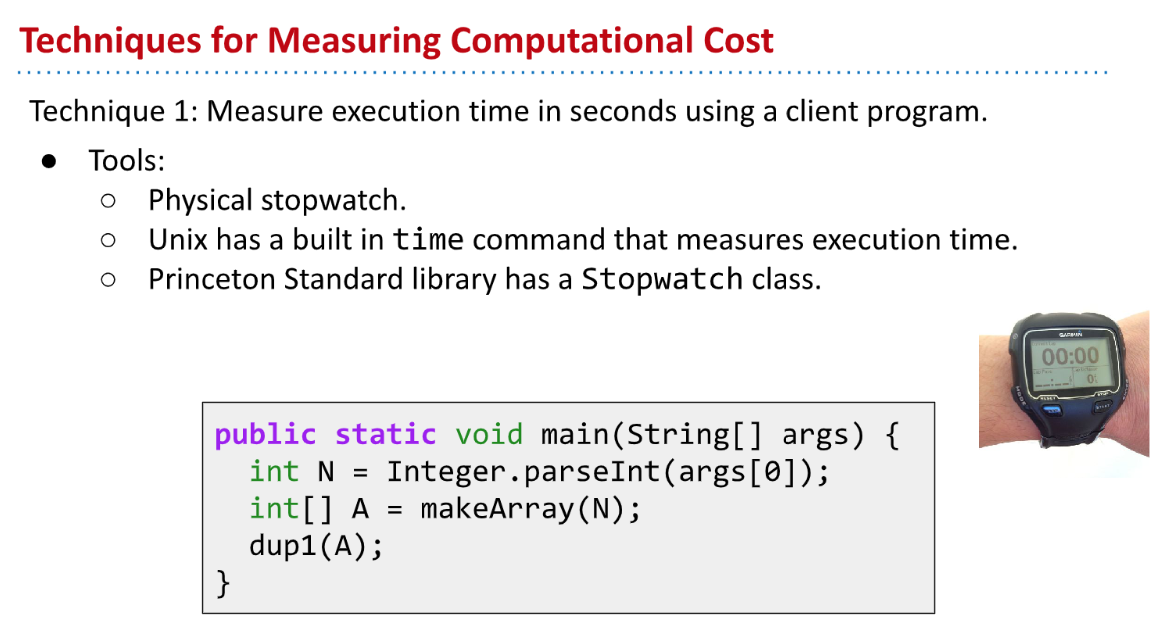 Techniques for Measuring Computational Cost
Technique 1: Measure execution time in seconds using a client program.
● Tools:
○ Physical stopwatch.
○ Unix has a built in time command that measures execution time.
○ Princeton Standard library has a Stopwatch class.
GARMIN
00:00
0:
public static void main(String[] args) {
  int N = Integer.parseInt(args[0]);
  int[] A = makeArray(N);
  dup1(A);
}